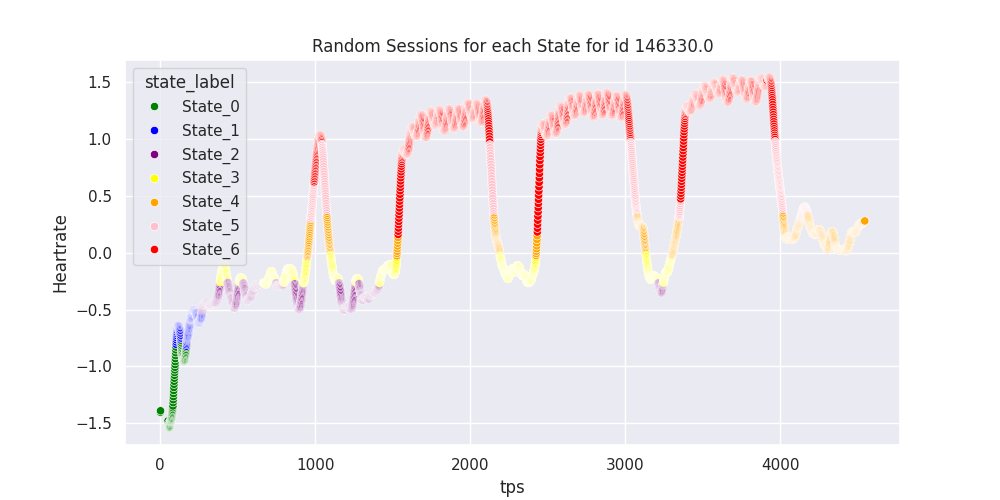 Random Sessions for each State for id 146330.0
state_label
State_0
State_1
State_2
State_3
State_4
State_5
State_6
Heartrate
1.5
1.0
0.5
0.0
−0.5
−1.0
−1.5
0
1000
2000
3000
4000
tps